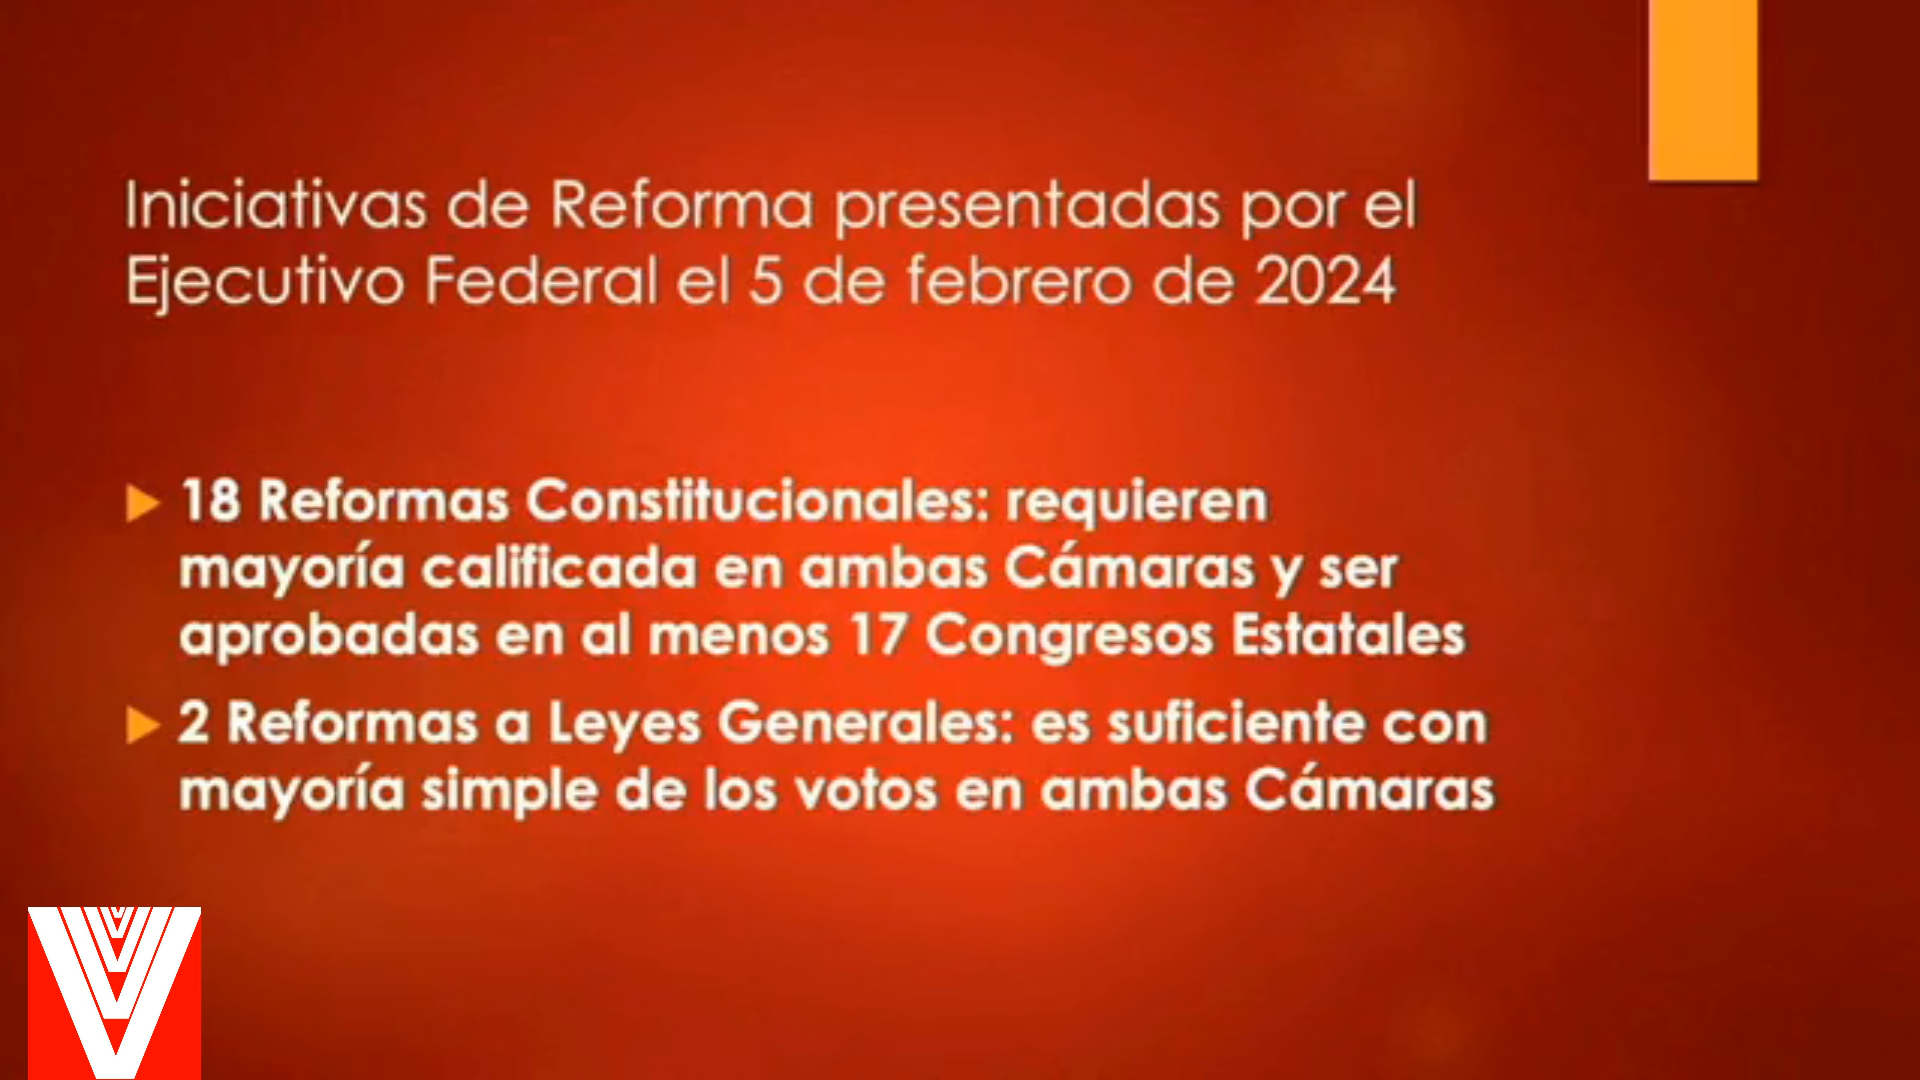 Iniciativas de Reforma presentadas por el
Ejecutivo Federal el 5 de febrero de 2024
18 Reformas Constitucionales: requieren
mayoría calificada en ambas Cámaras y ser
aprobadas en al menos 17 Congresos Estatales
2 Reformas a Leyes Generales: es suficiente con
mayoría simple de los votos en ambas Cámaras